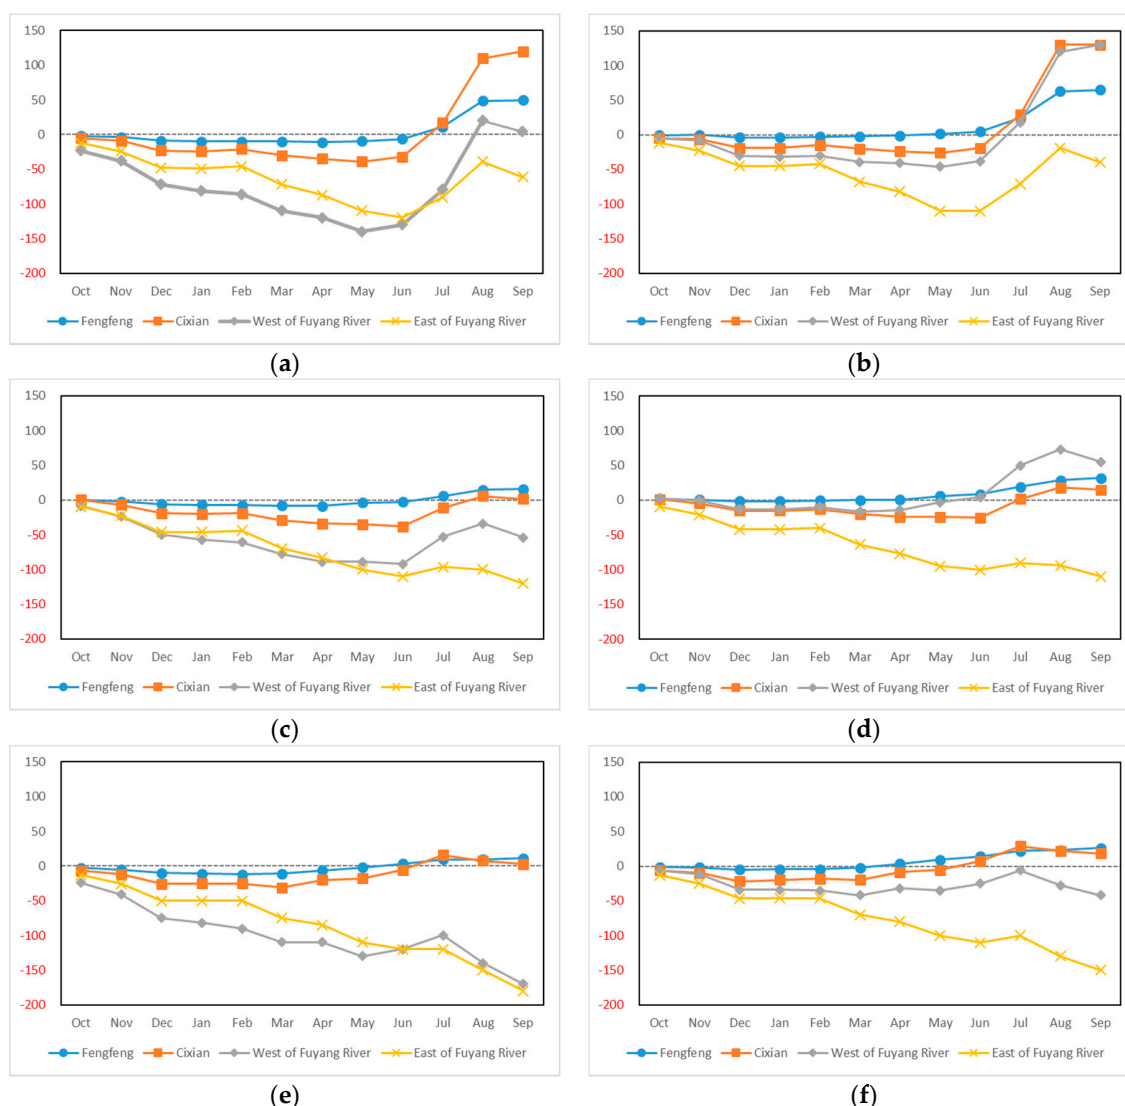 150
100
50
0
-50
-100
-150
-200
Oct Nov Dec Jan Feb Mar Apr May Jun Jul Aug Sep
Fengfeng Cixian West of Fuyang River East of Fuyang River
(a)
150
100
50
0
-50
-100
-150
-200
Oct Nov Dec Jan Feb Mar Apr May Jun Jul Aug Sep
Fengfeng Cixian West of Fuyang River East of Fuyang River
(b)
150
100
50
0
-50
-100
-150
-200
Oct Nov Dec Jan Feb Mar Apr May Jun Jul Aug Sep
Fengfeng Cixian West of Fuyang River East of Fuyang River
(c)
150
100
50
0
-50
-100
-150
-200
Oct Nov Dec Jan Feb Mar Apr May Jun Jul Aug Sep
Fengfeng Cixian West of Fuyang River East of Fuyang River
(d)
150
100
50
0
-50
-100
-150
-200
Oct Nov Dec Jan Feb Mar Apr May Jun Jul Aug Sep
Fengfeng Cixian West of Fuyang River East of Fuyang River
(e)
150
100
50
0
-50
-100
-150
-200
Oct Nov Dec Jan Feb Mar Apr May Jun Jul Aug Sep
Fengfeng Cixian West of Fuyang River East of Fuyang River
(f)